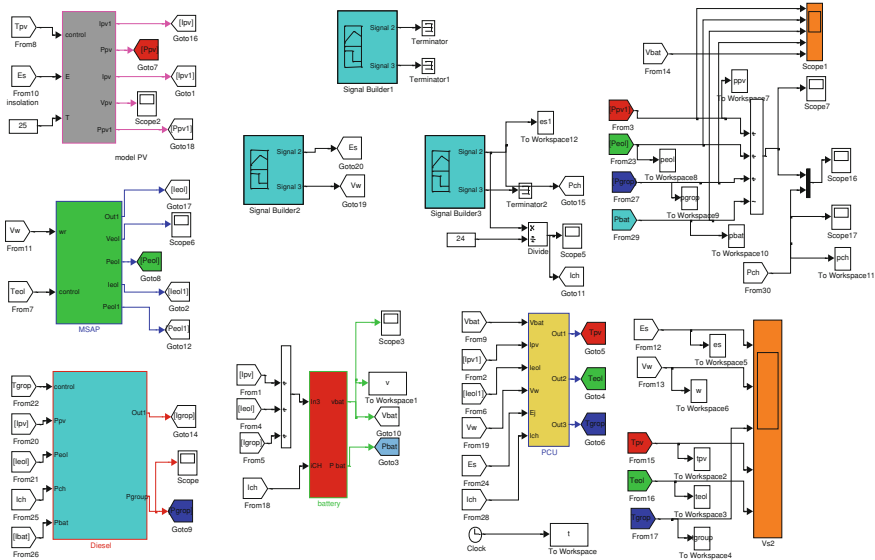 Tpv
From8
Es
From10
insolation
25
control
E
T
Ipv1
Ppv
Ipv
Vpv
Ppv1
model PV
[Ipv]
Goto16
[Ppv]
Goto7
[Ipv1]
Goto1
Scope2
[Ppv1]
Goto18
Signal 2
Signal 3
Signal Builder1
Terminator
Terminator1
Vbat
From14
Scope1
ppv
To Workspace7
Scope7
[Ppv1]
From3
[Peol]
From23
peol
To Workspace8
[Pgrop]
From27
pgrop
To Workspace9
Pbat
From29
pbat
To Workspace10
Scope16
Scope17
Pch
From30
pch
To Workspace11
Signal 2
Signal 3
Signal Builder2
Es
Goto20
Vw
Goto19
Signal 2
Signal 3
Signal Builder3
es1
To Workspace12
Pch
Goto15
Terminator2
24
Divide
Scope5
Ich
Goto11
Vw
From11
Teol
From7
wr
control
Out1
Veol
Peol
Ieol
Peol1
MSAP
[Ieol]
Goto17
Scope6
[Peol]
Goto8
[Ieol1]
Goto2
[Peol1]
Goto12
Tgrop
From22
[Ipv]
From20
[Ieol]
From21
Ich
From25
[Ibat]
From26
control
Ppv
Peol
Pch
Pbat
Out1
Pgroup
Diesel
[Igrop]
Goto14
Scope
Pgrop
Goto9
[Ipv]
From1
[Ieol]
From4
[Igrop]
From5
Ich
From18
In3
ICH
vbat
P bat
battery
Scope3
v
To Workspace1
Vbat
Goto10
Pbat
Goto3
Vbat
From9
[Ipv1]
From2
[Ieol1]
From6
Vw
From19
Es
From24
Ich
From28
Vbat
Ipv
Ieol
Vw
Ej
Ich
Out1
Out2
Out3
PCU
Tpv
Goto5
Teol
Goto4
Tgrop
Goto6
Clock
t
To Workspace
Es
From12
es
To Workspace5
Vw
From13
w
To Workspace6
Tpv
From15
tpv
To Workspace2
Teol
From16
teol
To Workspace3
Tgrop
From17
tgroup
To Workspace4
Vs2